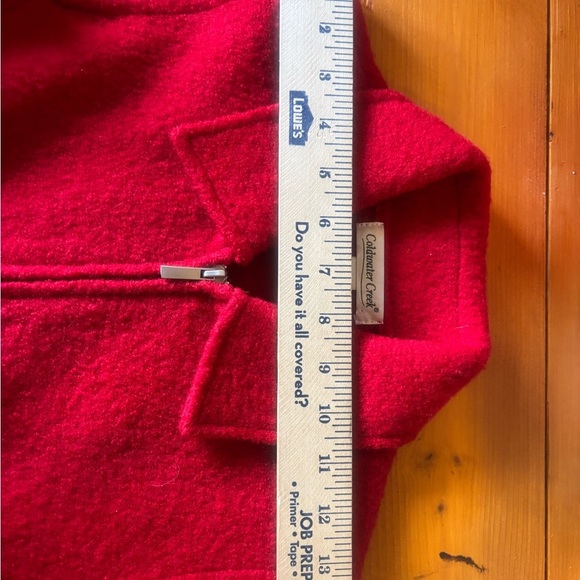 2
3
4
5
6
7
8
9
10
11
12
13
LOWE'S
Do you have it all covered?
JOB PREP
• Primer • Tape
Coldwater Creek®